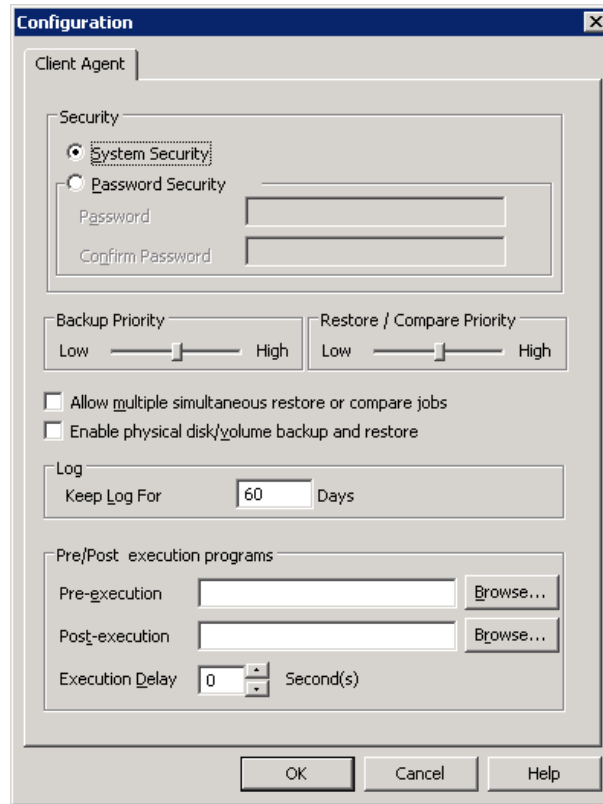 Configuration
Client Agent
Security
System Security
Password Security
Password
Confirm Password
Backup Priority
Low High
Restore / Compare Priority
Low High
Allow multiple simultaneous restore or compare jobs
Enable physical disk/volume backup and restore
Log
Keep Log For 60 Days
Pre/Post execution programs
Pre-execution Browse...
Post-execution Browse...
Execution Delay 0 Second(s)
OK Cancel Help